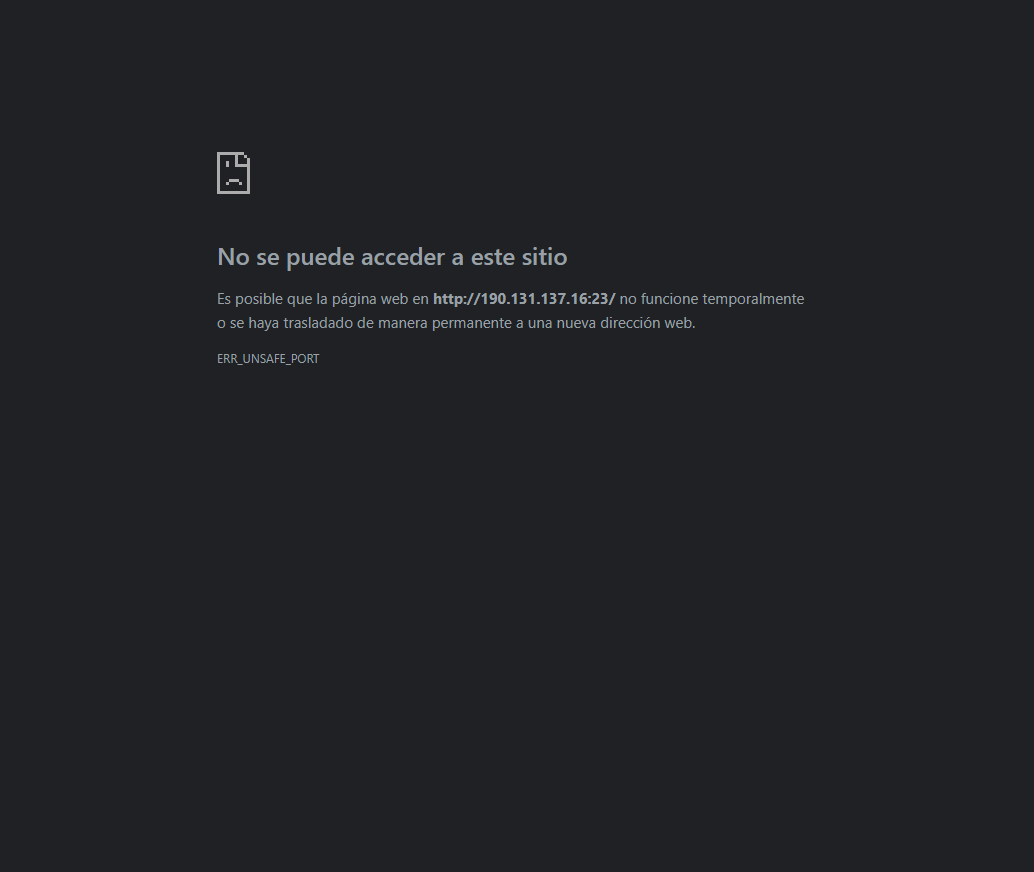 No se puede acceder a este sitio
Es posible que la página web en http://190.131.137.16:23/ no funcione temporalmente
o se haya trasladado de manera permanente a una nueva dirección web.
ERR_UNSAFE_PORT